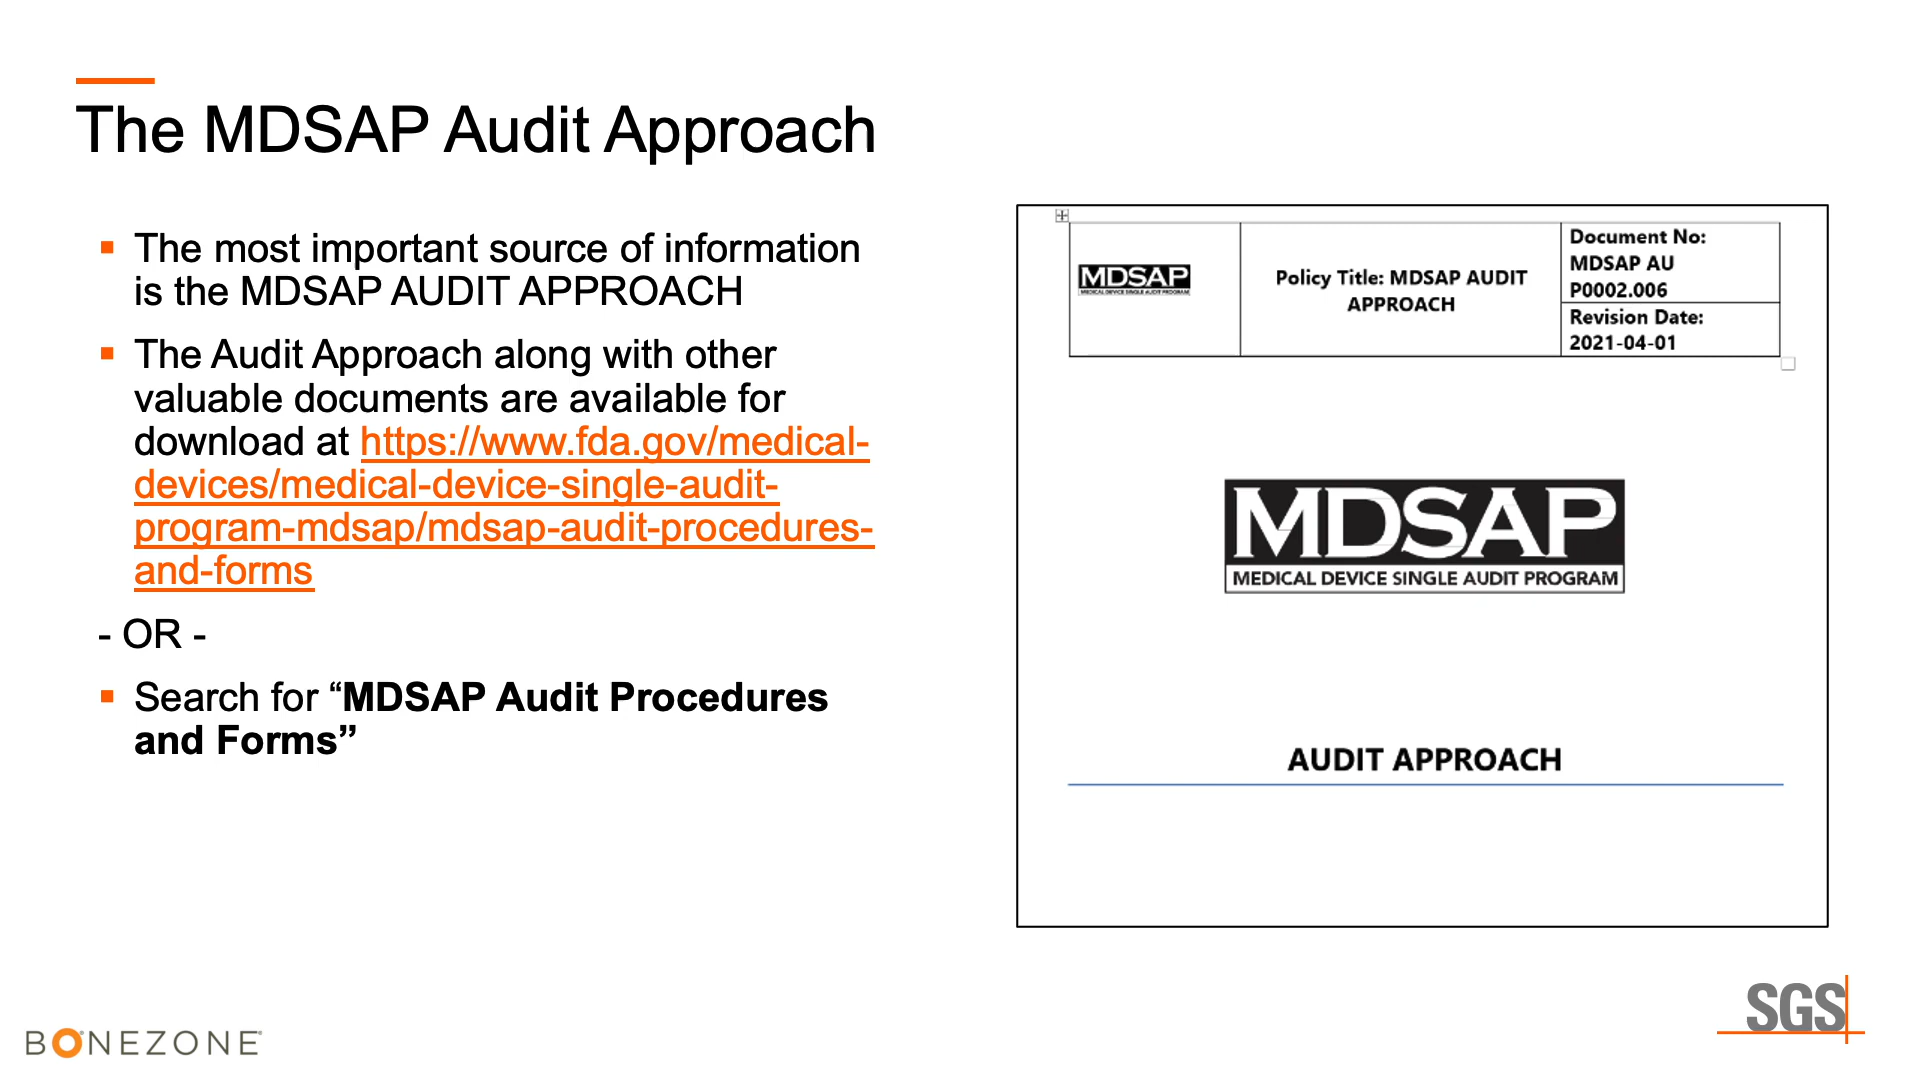 The MDSAP Audit Approach
The most important source of information
is the MDSAP AUDIT APPROACH
The Audit Approach along with other
valuable documents are available for
download at https://www.fda.gov/medical-
devices/medical-device-single-audit-
program-mdsap/mdsap-audit-procedures-
and-forms
- OR -
Search for “MDSAP Audit Procedures
and Forms”
MDSAP
MEDICAL DEVICE SINGLE AUDIT PROGRAM
Policy Title: MDSAP AUDIT
APPROACH
Document No:
MDSAP AU
P0002.006
Revision Date:
2021-04-01
MDSAP
MEDICAL DEVICE SINGLE AUDIT PROGRAM
AUDIT APPROACH
BONEZONE
SGS